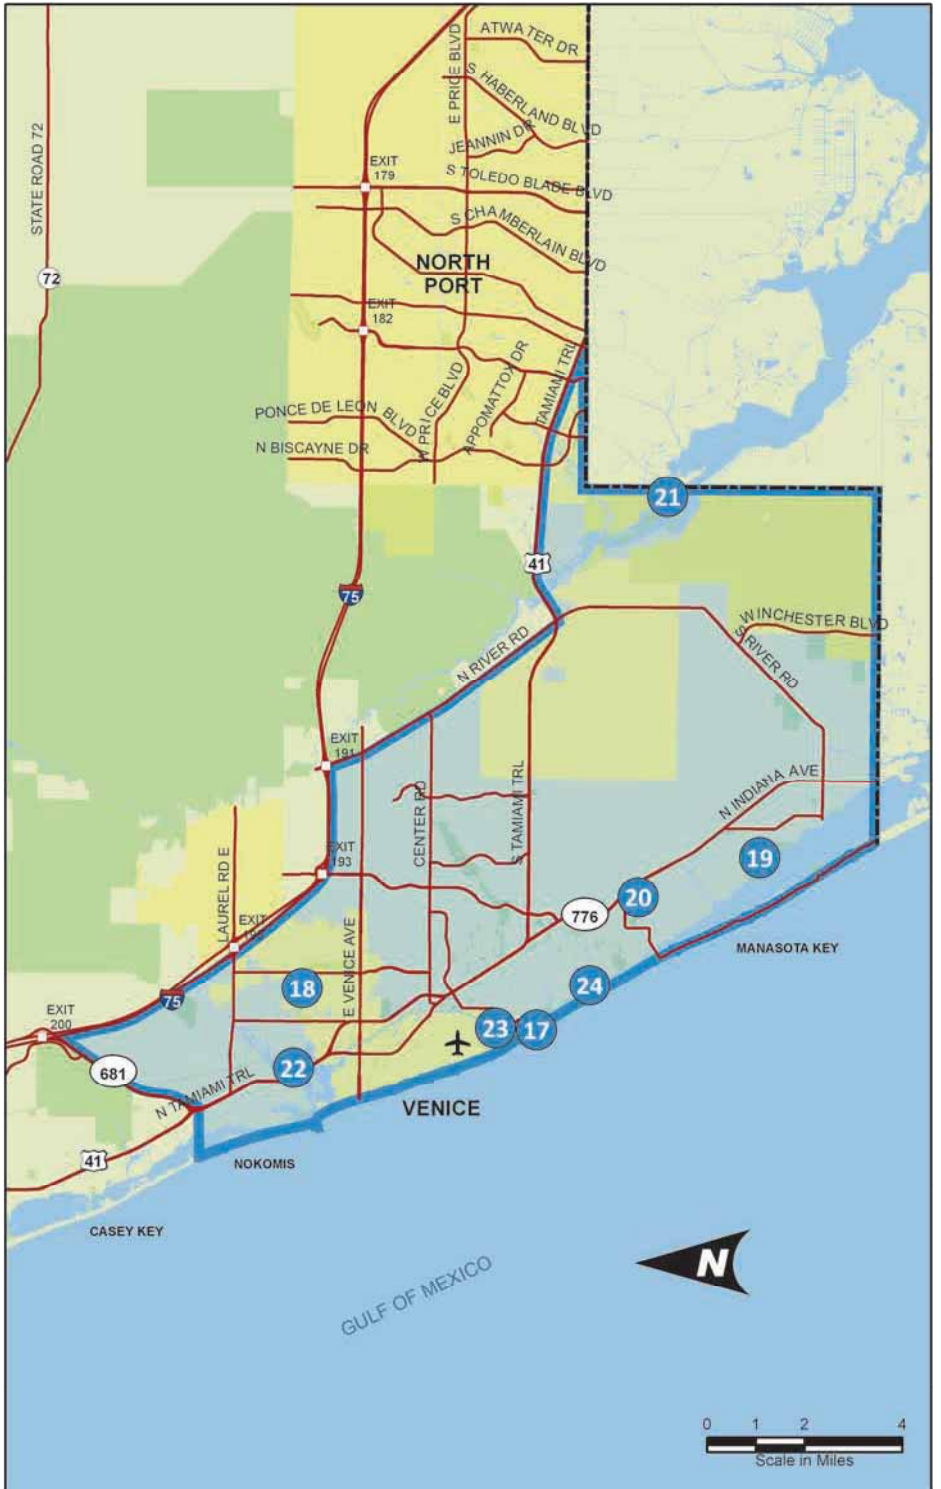 ATWATER DR
E PRICE BLVD
S HABERLAND BLVD
JEANNIN DR
STATE ROAD 72
EXIT
179
S TOLEDO BLADE BLVD
S CHAMBERLAIN BLVD
72
NORTH
PORT
EXIT
182
TAMIAMI TRL
APPOMATTOX DR
W PRICE BLVD
PONCE DE LEON BLVD
N BISCAYNE DR
21
41
75
WINCHESTER BLVD
S RIVER RD
N RIVER RD
EXIT
191
N INDIANA AVE
CENTER RD
S TAMIAMI TRL
EXIT
193
19
LAUREL RD E
20
776
EXIT
E VENICE AVE
MANASOTA KEY
18
24
75
EXIT
200
23
17
681
22
N TAMIAMI TRL
VENICE
41
NOKOMIS
CASEY KEY
N
GULF OF MEXICO
0 1 2 4
Scale in Miles